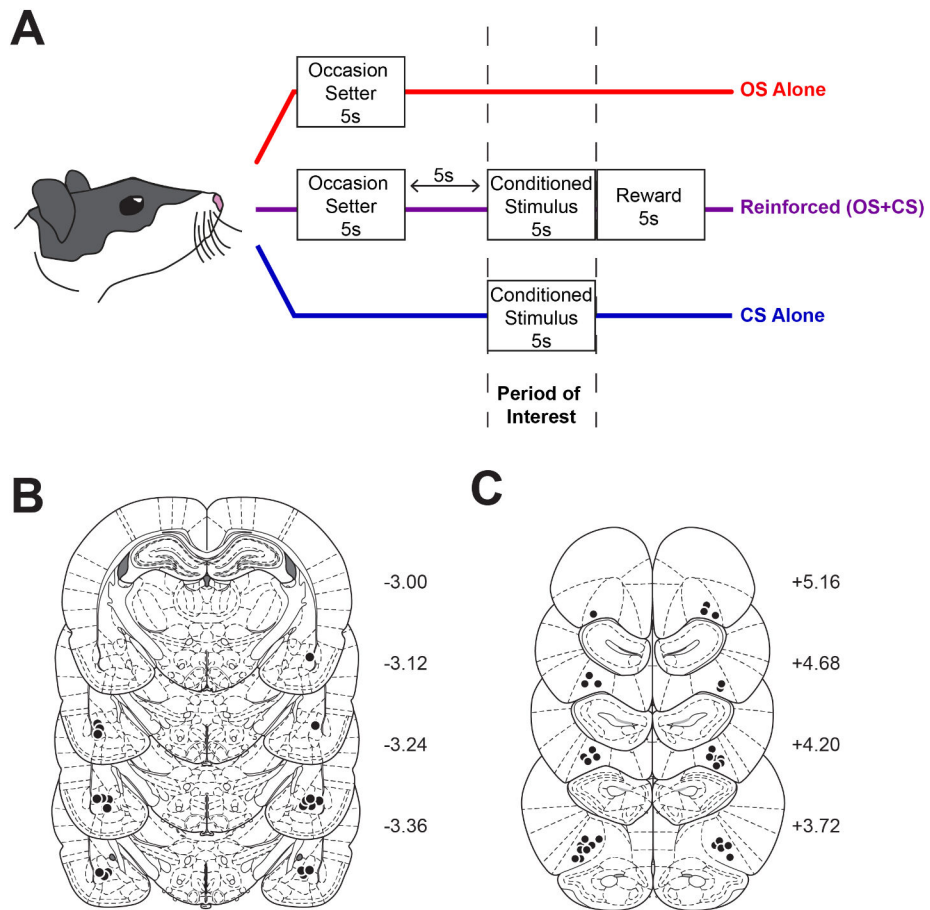 A
Occasion
Setter
5s
OS Alone
Occasion
Setter
5s
5s
Conditioned
Stimulus
5s
Reward
5s
Reinforced (OS+CS)
Conditioned
Stimulus
5s
CS Alone
Period of
Interest
B
-3.00
-3.12
-3.24
-3.36
C
+5.16
+4.68
+4.20
+3.72